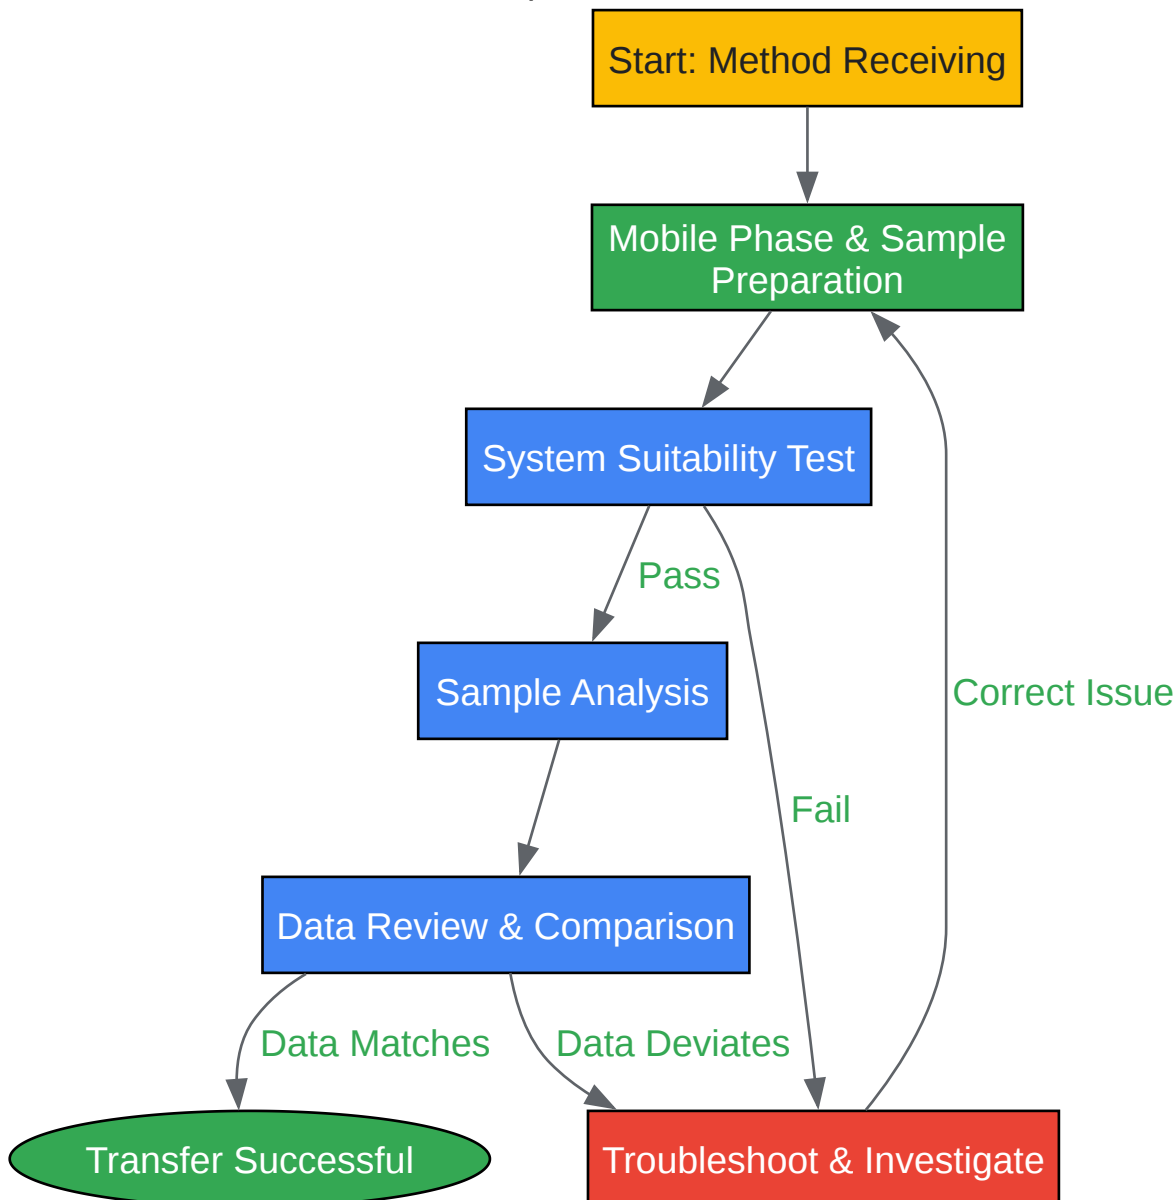 Start: Method Receiving
Mobile Phase & Sample
Preparation
System Suitability Test
Pass
Sample Analysis
Correct Issue
Fail
Data Review & Comparison
Data Matches
Data Deviates
Transfer Successful
Troubleshoot & Investigate